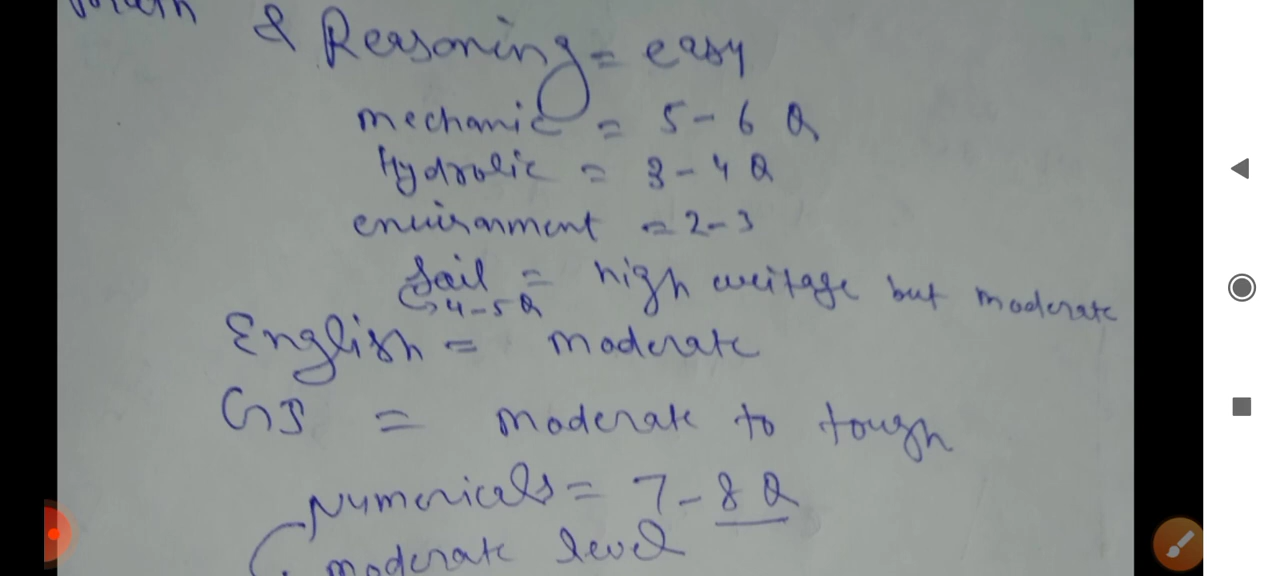 & Reasoning = easy
mechanic = 5-6 Q
Hydrolic = 3-4 Q
enuironment = 2-3
Soil = high weitage but moderate
↳ 4-5 Q
English = moderate
GS = moderate to tough
Numericals = 7-8 Q
moderate level